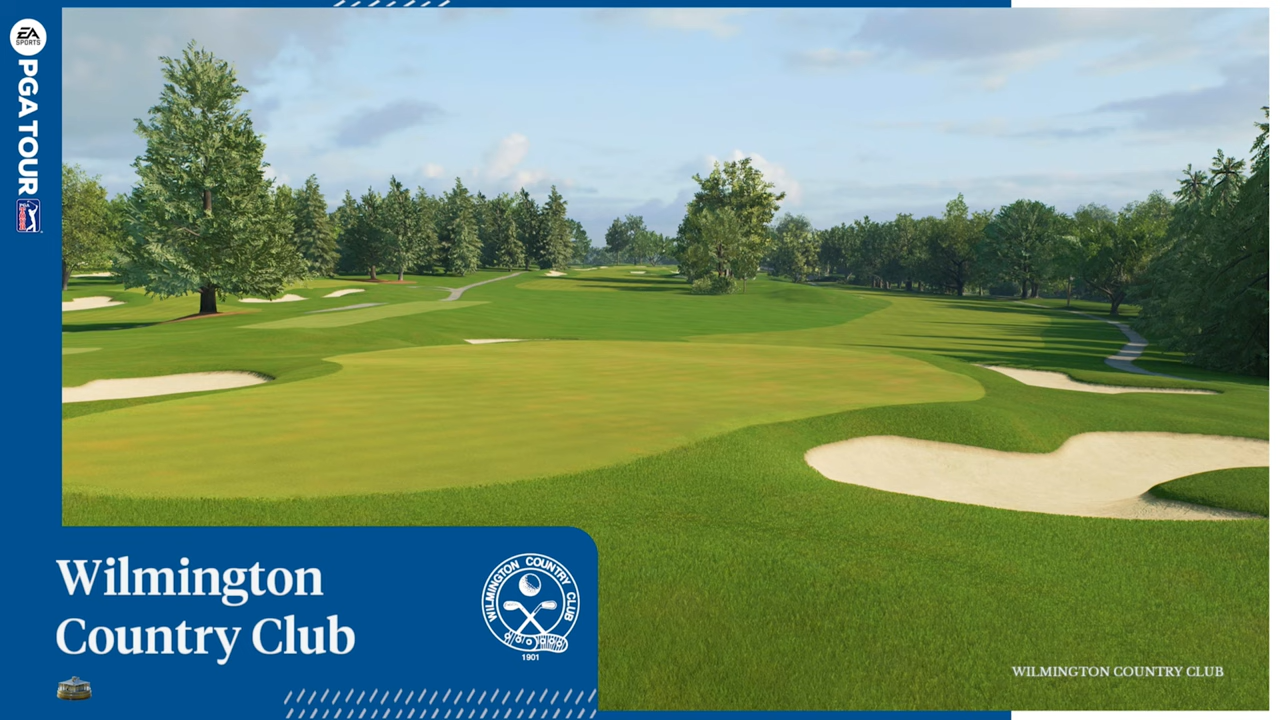 EA
SPORTS
PGA TOUR
Wilmington
Country Club
WILMINGTON COUNTRY CLUB
1901
WILMINGTON COUNTRY CLUB